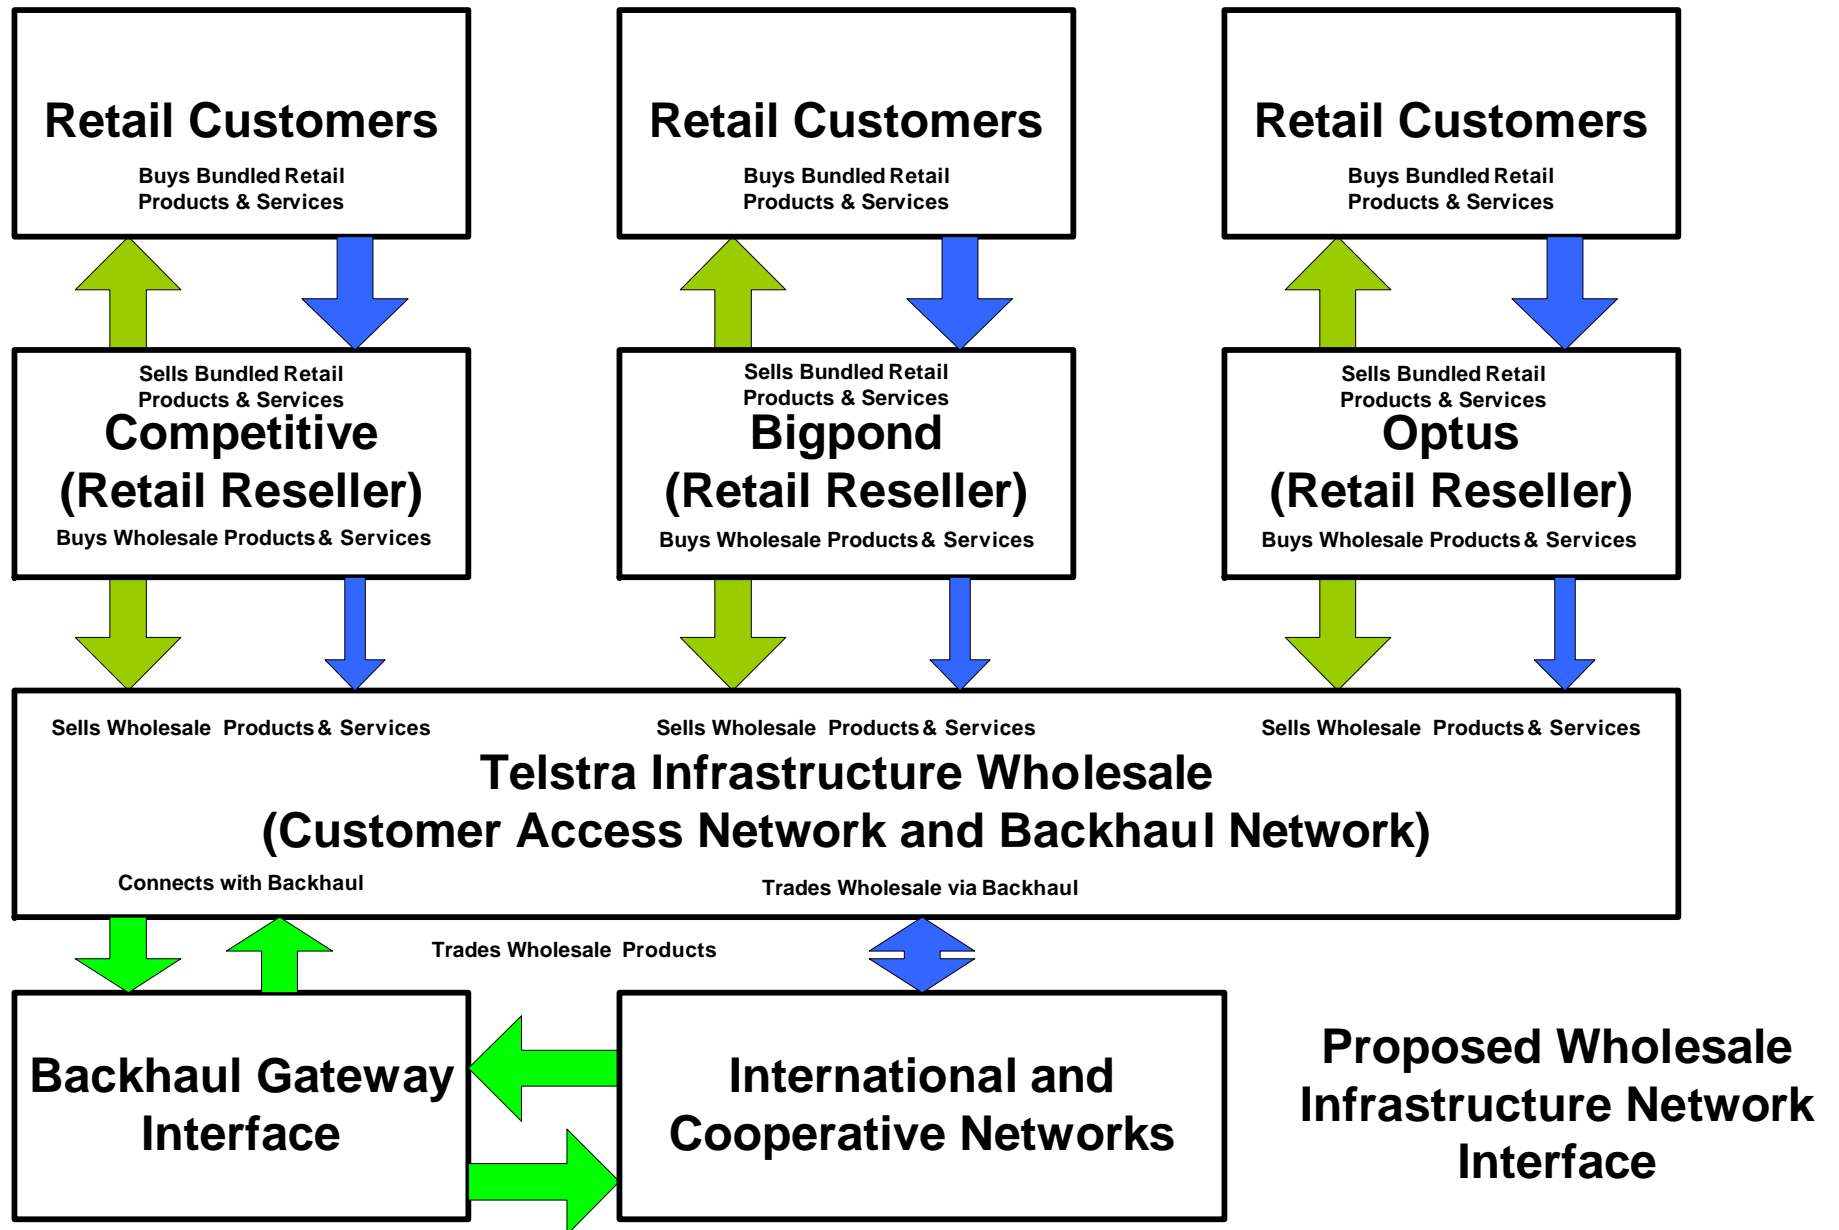 Retail Customers
Buys Bundled Retail
Products & Services
Retail Customers
Buys Bundled Retail
Products & Services
Retail Customers
Buys Bundled Retail
Products & Services
Sells Bundled Retail
Products & Services
Competitive
(Retail Reseller)
Buys Wholesale Products & Services
Sells Bundled Retail
Products & Services
Bigpond
(Retail Reseller)
Buys Wholesale Products & Services
Sells Bundled Retail
Products & Services
Optus
(Retail Reseller)
Buys Wholesale Products & Services
Sells Wholesale Products & Services
Sells Wholesale Products & Services
Sells Wholesale Products & Services
Telstra Infrastructure Wholesale
(Customer Access Network and Backhaul Network)
Connects with Backhaul
Trades Wholesale via Backhaul
Trades Wholesale Products
Backhaul Gateway
Interface
International and
Cooperative Networks
Proposed Wholesale
Infrastructure Network
Interface